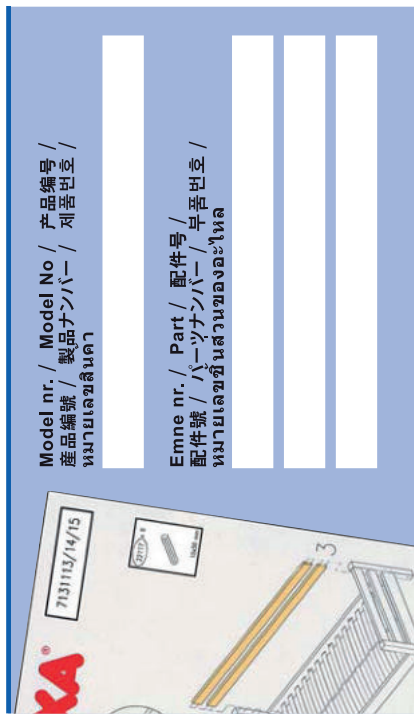 Model nr. / Model No / 产品编号 /
産品編號 / 製品ナンバー / 제품번호 /
หมายเลขสินค้า
Emne nr. / Part / 配件号 /
配件號 / パーツナンバー / 부품번호 /
หมายเลขชิ้นส่วนของอะไหล่
7131113/14/15
22117
3
KA®